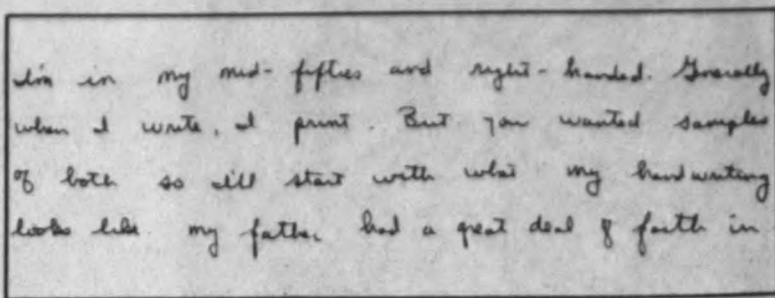 I'm in my mid-fifties and right-handed. Generally
when I write, I print. But you wanted samples
of both so I'll start with what my handwriting
looks like. my father had a great deal of faith in